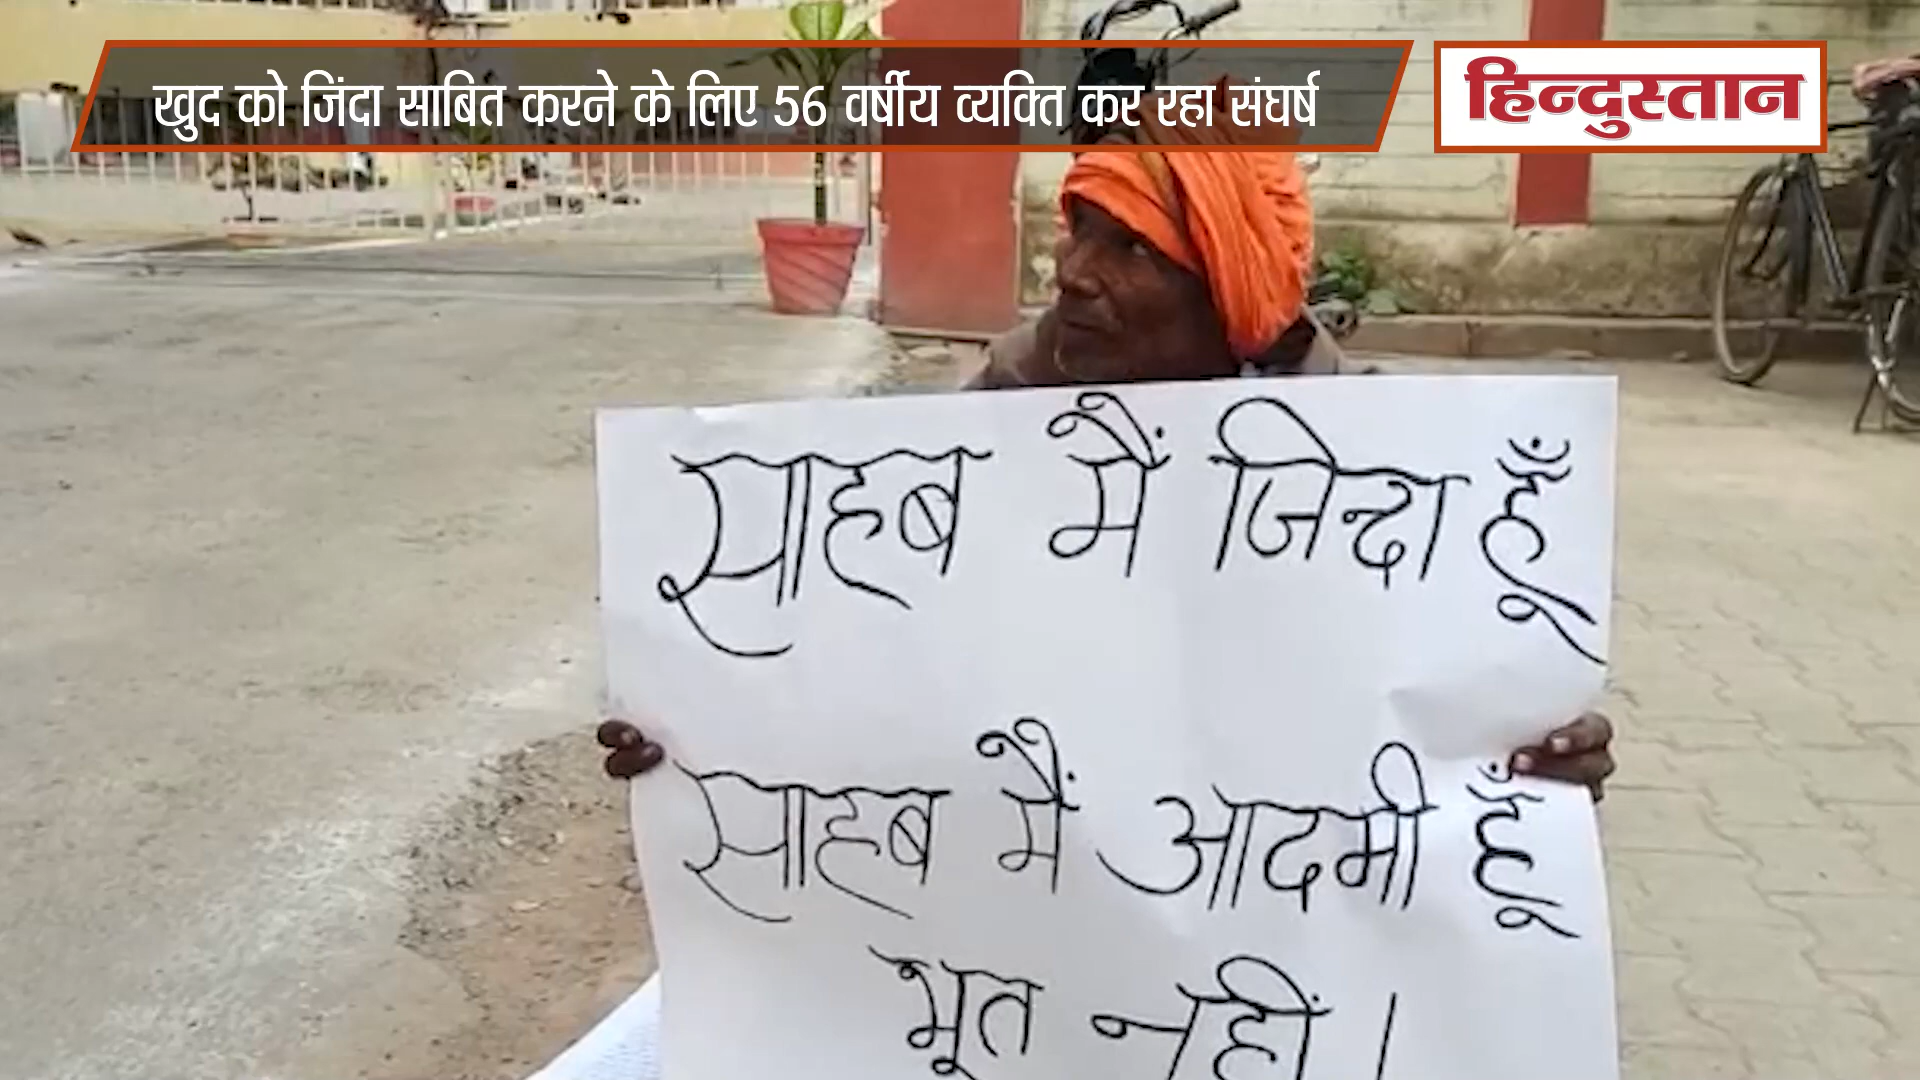 खुद को जिंदा साबित करने के लिए 56 वर्षीय व्यक्ति कर रहा संघर्ष
हिन्दुस्तान
साहब मैं जिन्दा हूँ
साहब मैं आदमी हूँ
भूत नहीं।